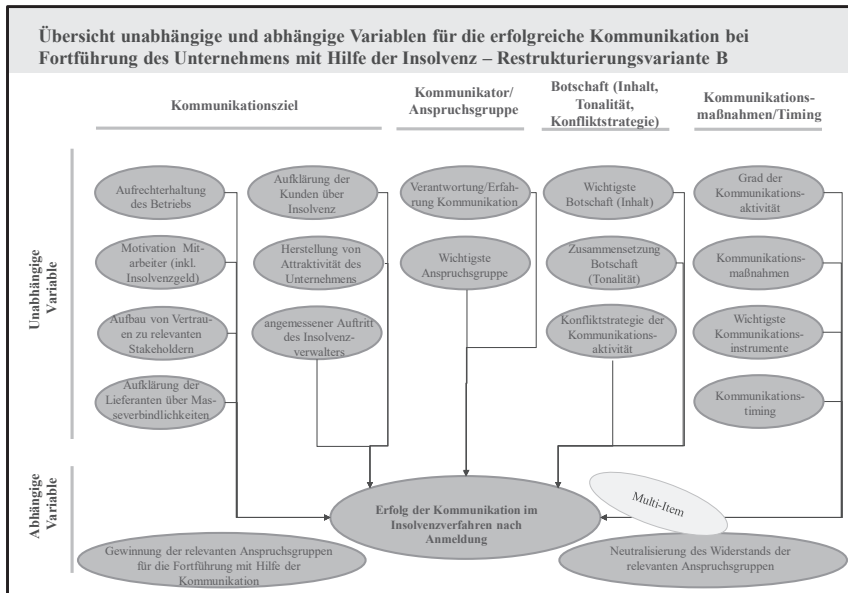 Übersicht unabhängige und abhängige Variablen für die erfolgreiche Kommunikation bei
Fortführung des Unternehmens mit Hilfe der Insolvenz – Restrukturierungsvariante B
Kommunikationsziel
Kommunikator/
Anspruchsgruppe
Botschaft (Inhalt,
Tonalität,
Konfliktstrategie)
Kommunikations-
maßnahmen/Timing
Unabhängige
Variable
Aufrechterhaltung
des Betriebs
Motivation Mit-
arbeiter (inkl.
Insolvenzgeld)
Aufbau von Vertrau-
en zu relevanten
Stakeholdern
Aufklärung der
Lieferanten über Mas-
severbindlichkeiten
Aufklärung der
Kunden über
Insolvenz
Herstellung von
Attraktivität des
Unternehmens
angemessener Auftritt
des Insolvenz-
verwalters
Verantwortung/Erfah-
rung Kommunikation
Wichtigste
Anspruchsgruppe
Wichtigste
Botschaft (Inhalt)
Zusammensetzung
Botschaft
(Tonalität)
Konfliktstrategie der
Kommunikations-
aktivität
Grad der
Kommunikations-
aktivität
Kommunikations-
maßnahmen
Wichtigste
Kommunikations-
instrumente
Kommunikations-
timing
Abhängige
Variable
Erfolg der Kommunikation im
Insolvenzverfahren nach
Anmeldung
Multi-Item
Gewinnung der relevanten Anspruchsgruppen
für die Fortführung mit Hilfe der
Kommunikation
Neutralisierung des Widerstands der
relevanten Anspruchsgruppen